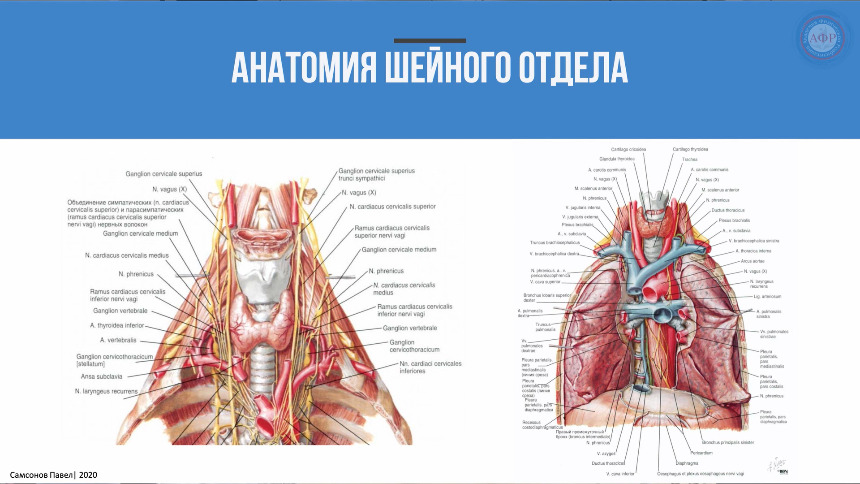 АФР
АНАТОМИЯ ШЕЙНОГО ОТДЕЛА
Ganglion cervicale superius
N. vagus (X)
Объединение симпатических (n. cardiacus
cervicalis superior) и парасимпатических
(ramus cardiacus cervicalis superior
nervi vagi) нервных волокон
Ganglion cervicale medium
N. cardiacus cervicalis medius
N. phrenicus
Ramus cardiacus cervicalis
inferior nervi vagi
Ganglion vertebrale
A. thyroidea inferior
A. vertebralis
Ganglion cervicothoracicum
[stellatum]
Ansa subclavia
N. laryngeus recurrens
Ganglion cervicale superius
trunci sympathici
N. vagus (X)
N. cardiacus cervicalis superior
Ramus cardiacus cervicalis
superior nervi vagi
Ganglion cervicale medium
N. phrenicus
N. cardiacus cervicalis
medius
Ramus cardiacus cervicalis
inferior nervi vagi
Ganglion vertebrale
Ganglion
cervicothoracicum
Nn. cardiaci cervicales
inferiores
Cartilago cricoidea
Glandula thyroidea
A. carotis communis
N. vagus (X)
M. scalenus anterior
N. phrenicus
V. jugularis interna
V. jugularis externa
Plexus brachialis
A., v. subclavia
Truncus brachiocephalicus
V. brachiocephalica dextra
N. phrenicus a., v.
pericardiacophrenica
V. cava superior
Bronchus lobaris superior
dexter
A. pulmonalis
dextra
Truncus
pulmonalis
Vv.
pulmonales
dextrae
Pleura parietalis,
pars
mediastinalis
Pleura
parietalis, pars
costalis
Pleura
parietalis, pars
diaphragmatica
Recessus
costodiaphragmaticus
Правый промежуточный
бронх (bronchus intermedius)
N. phrenicus
V. azygos
Ductus thoracicus
V. cava inferior
Cartilago thyroidea
Trachea
A. carotis communis
N. vagus (X)
M. scalenus anterior
N. phrenicus
Ductus thoracicus
Plexus brachialis
A., v. subclavia
V. brachiocephalica sinistra
A. thoracica interna
Arcus aortae
N. vagus (X)
N. laryngeus
recurrens
Lig. arteriosum
A. pulmonalis
sinistra
Vv. pulmonales
sinistrae
Pleura
parietalis,
pars
mediastinalis
Pleura
parietalis,
pars
costalis
N. phrenicus
Pleura
parietalis, pars
diaphragmatica
Bronchus principalis sinister
Pericardium
Diaphragma
Oesophagus et plexus oesophageus nervi vagi
Самсонов Павел| 2020